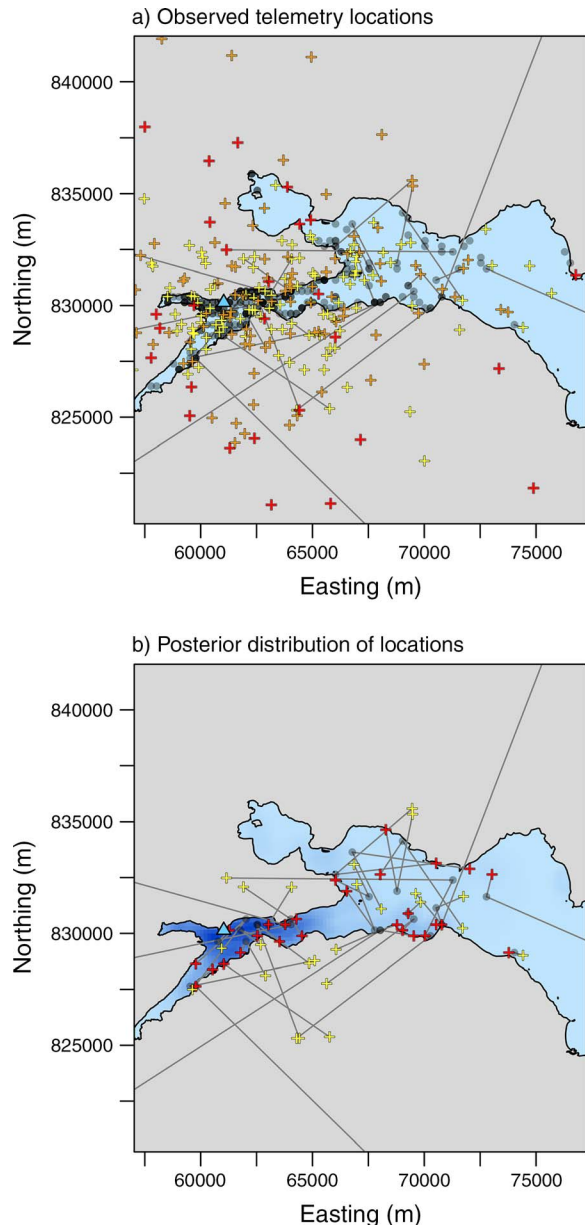 a) Observed telemetry locations
840000
835000
830000
825000
Northing (m)
60000 65000 70000 75000
Easting (m)
b) Posterior distribution of locations
840000
835000
830000
825000
Northing (m)
60000 65000 70000 75000
Easting (m)